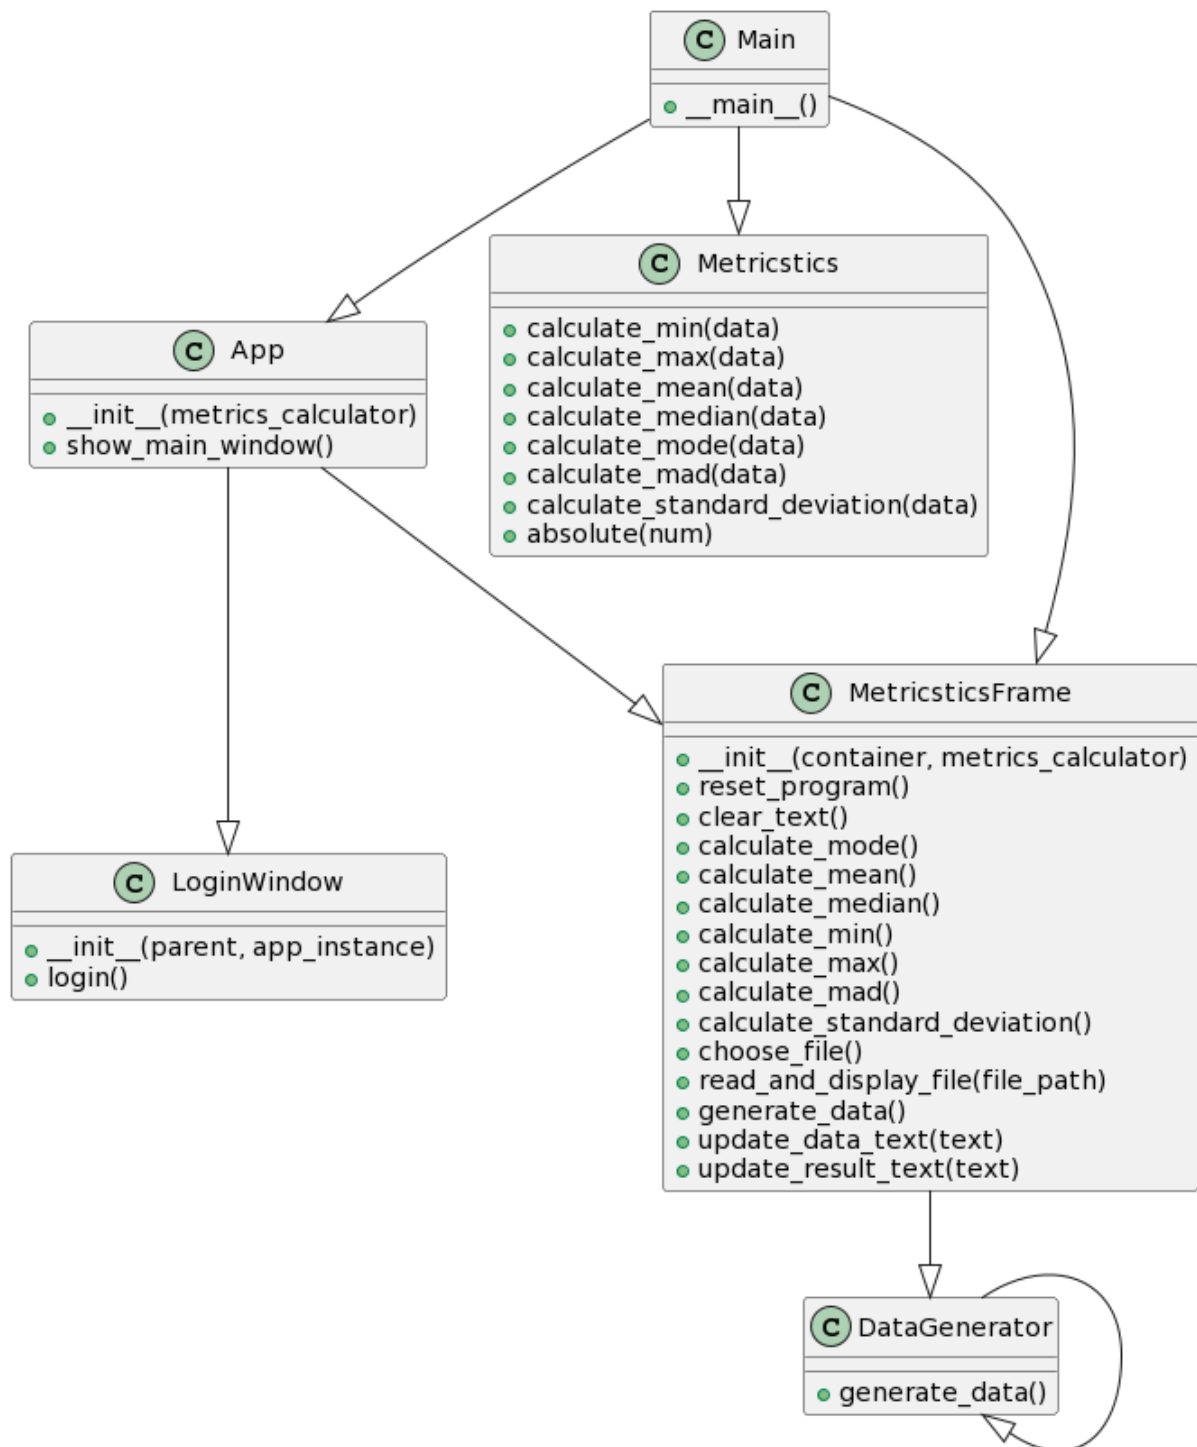 C Main
__main__()
C Metricstics
calculate_min(data)
calculate_max(data)
calculate_mean(data)
calculate_median(data)
calculate_mode(data)
calculate_mad(data)
calculate_standard_deviation(data)
absolute(num)
C App
__init__(metrics_calculator)
show_main_window()
C MetricsticsFrame
__init__(container, metrics_calculator)
reset_program()
clear_text()
calculate_mode()
calculate_mean()
calculate_median()
calculate_min()
calculate_max()
calculate_mad()
calculate_standard_deviation()
choose_file()
read_and_display_file(file_path)
generate_data()
update_data_text(text)
update_result_text(text)
C LoginWindow
__init__(parent, app_instance)
login()
C DataGenerator
generate_data()